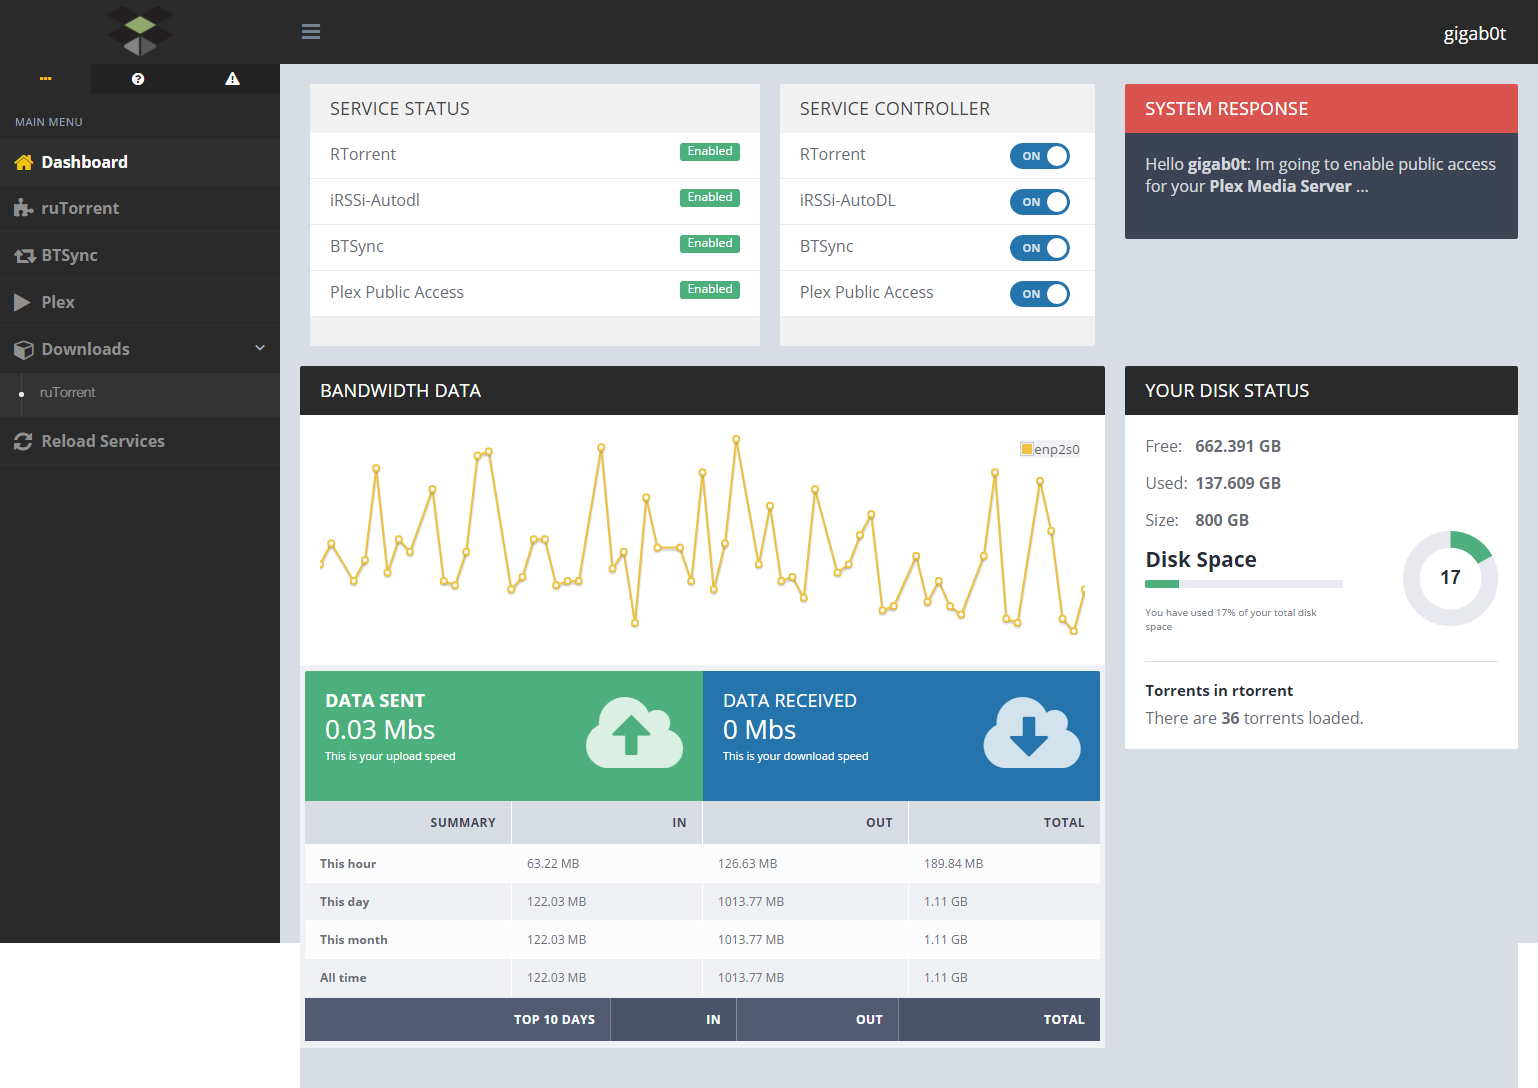 gigab0t
MAIN MENU
Dashboard
ruTorrent
BTSync
Plex
Downloads
ruTorrent
Reload Services
SERVICE STATUS
RTorrent Enabled
iRSSi-Autodl Enabled
BTSync Enabled
Plex Public Access Enabled
SERVICE CONTROLLER
RTorrent ON
iRSSi-AutoDL ON
BTSync ON
Plex Public Access ON
SYSTEM RESPONSE
Hello gigab0t: Im going to enable public access
for your Plex Media Server ...
BANDWIDTH DATA
enp2s0
DATA SENT
0.03 Mbs
This is your upload speed
DATA RECEIVED
0 Mbs
This is your download speed
SUMMARY IN OUT TOTAL
This hour 63.22 MB 126.63 MB 189.84 MB
This day 122.03 MB 1013.77 MB 1.11 GB
This month 122.03 MB 1013.77 MB 1.11 GB
All time 122.03 MB 1013.77 MB 1.11 GB
TOP 10 DAYS IN OUT TOTAL
YOUR DISK STATUS
Free: 662.391 GB
Used: 137.609 GB
Size: 800 GB
Disk Space
17
You have used 17% of your total disk
space
Torrents in rtorrent
There are 36 torrents loaded.